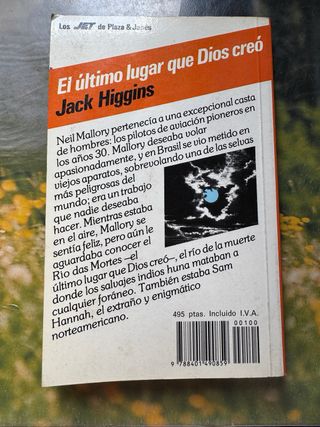 Los JET de Plaza & Janés
El último lugar que Dios creó
Jack Higgins
Neil Mallory pertenecía a una excepcional casta
de hombres: los pilotos de aviación pioneros en
los años 30. Mallory deseaba volar
apasionadamente, y en Brasil se vio metido en
viejos aparatos, sobrevolando una de las selvas
más peligrosas del
mundo; era un trabajo
que nadie deseaba
hacer. Mientras estaba
en el aire, Mallory se
sentía feliz, pero aún le
aguardaba conocer el
Río das Mortes –el
último lugar que Dios creó–, el río de la muerte
donde los salvajes indios huna mataban a
cualquier foráneo. También estaba Sam
Hannah, el extraño y enigmático
norteamericano.
495 ptas. Incluido I.V.A.
00100
9 788401 490859